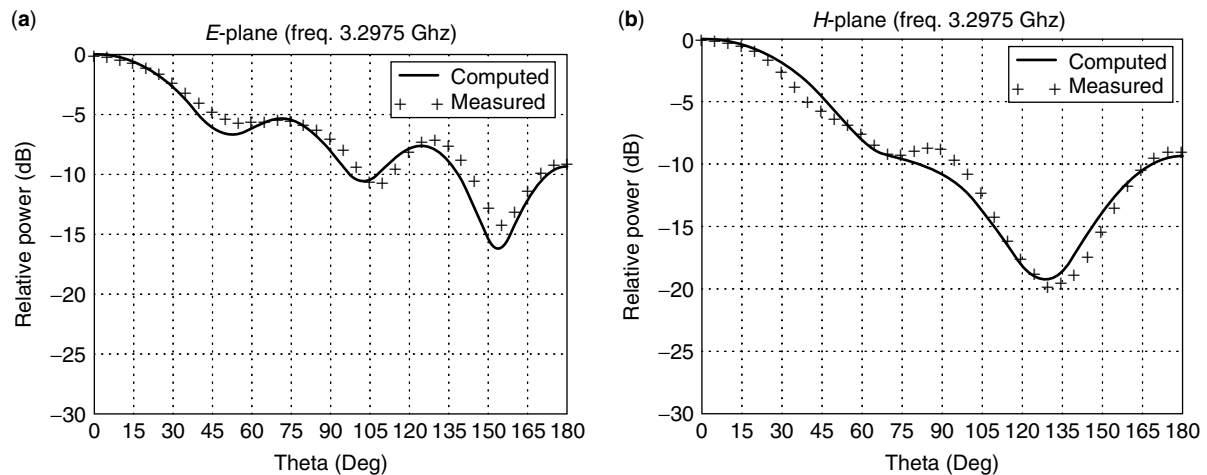 (a)
E-plane (freq. 3.2975 Ghz)
Computed
+ + Measured
Relative power (dB)
0
−5
−10
−15
−20
−25
−30
0 15 30 45 60 75 90 105 120 135 150 165 180
Theta (Deg)
(b)
H-plane (freq. 3.2975 Ghz)
Computed
+ + Measured
Relative power (dB)
0
−5
−10
−15
−20
−25
−30
0 15 30 45 60 75 90 105 120 135 150 165 180
Theta (Deg)